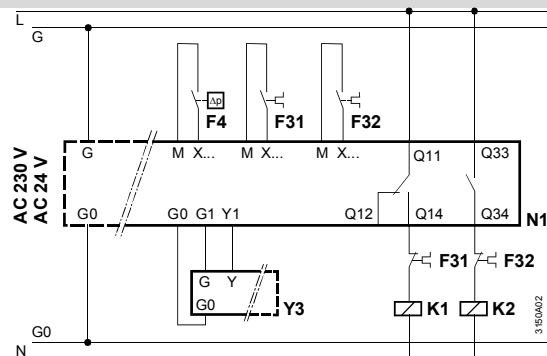 L
G
Δp
F4 F31 F32
G M X... M X... M X... Q11 Q33
AC 230 V
AC 24 V
G0 G0 G1 Y1 Q12 Q14 Q34 N1
G Y
G0 Y3
F31 F32
K1 K2
3150A02
G0
N